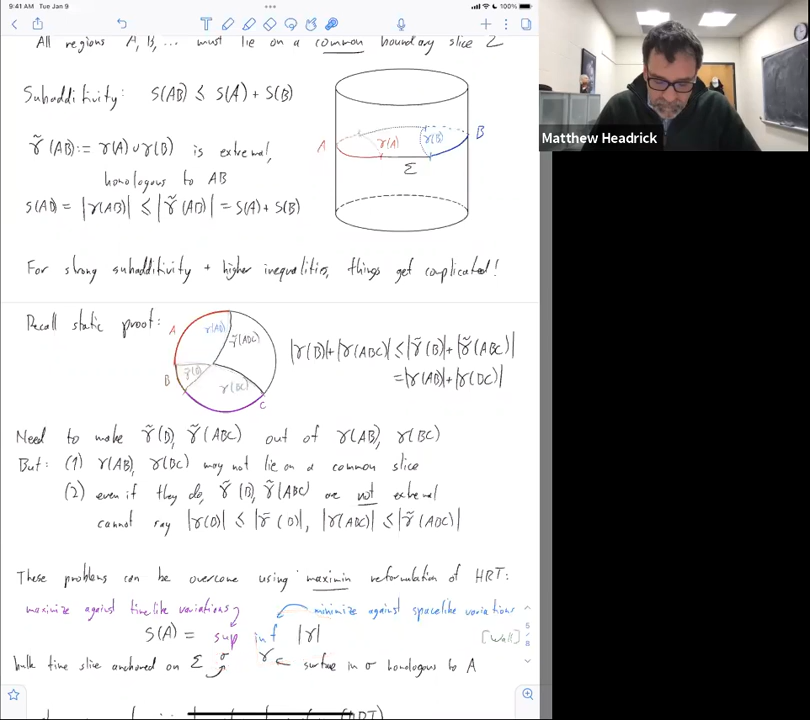 9:41 AM Tue Jan 9
100%
All regions A, B, ... must lie on a common boundary slice Σ
Subadditivity: S(AB) ≤ S(A) + S(B)
γ̃(AB) := γ(A) ∪ γ(B) is extremal,
homologous to AB
S(AB) = |γ(AB)| ≤ |γ̃(AB)| = S(A) + S(B)
A γ(A) γ(B) B
Σ
For strong subadditivity + higher inequalities, things get complicated!
Recall static proof:
A γ(AB) γ̃(ABC)
B γ̃(B) γ(BC) C
|γ(B)| + |γ(ABC)| ≤ |γ̃(B)| + |γ̃(ABC)|
= |γ(AB)| + |γ(BC)|
Need to make γ̃(B), γ̃(ABC) out of γ(AB), γ(BC)
But: (1) γ(AB), γ(BC) may not lie on a common slice
(2) even if they do, γ̃(B), γ̃(ABC) are not extremal
cannot say |γ(B)| ≤ |γ̃(B)|, |γ(ABC)| ≤ |γ̃(ABC)|
These problems can be overcome using maximin reformulation of HRT:
maximize against timelike variations minimize against spacelike variations
S(A) = sup inf |γ| [Wall]
σ γ
bulk time slice anchored on Σ surface in σ homologous to A
5
/
8
Matthew Headrick